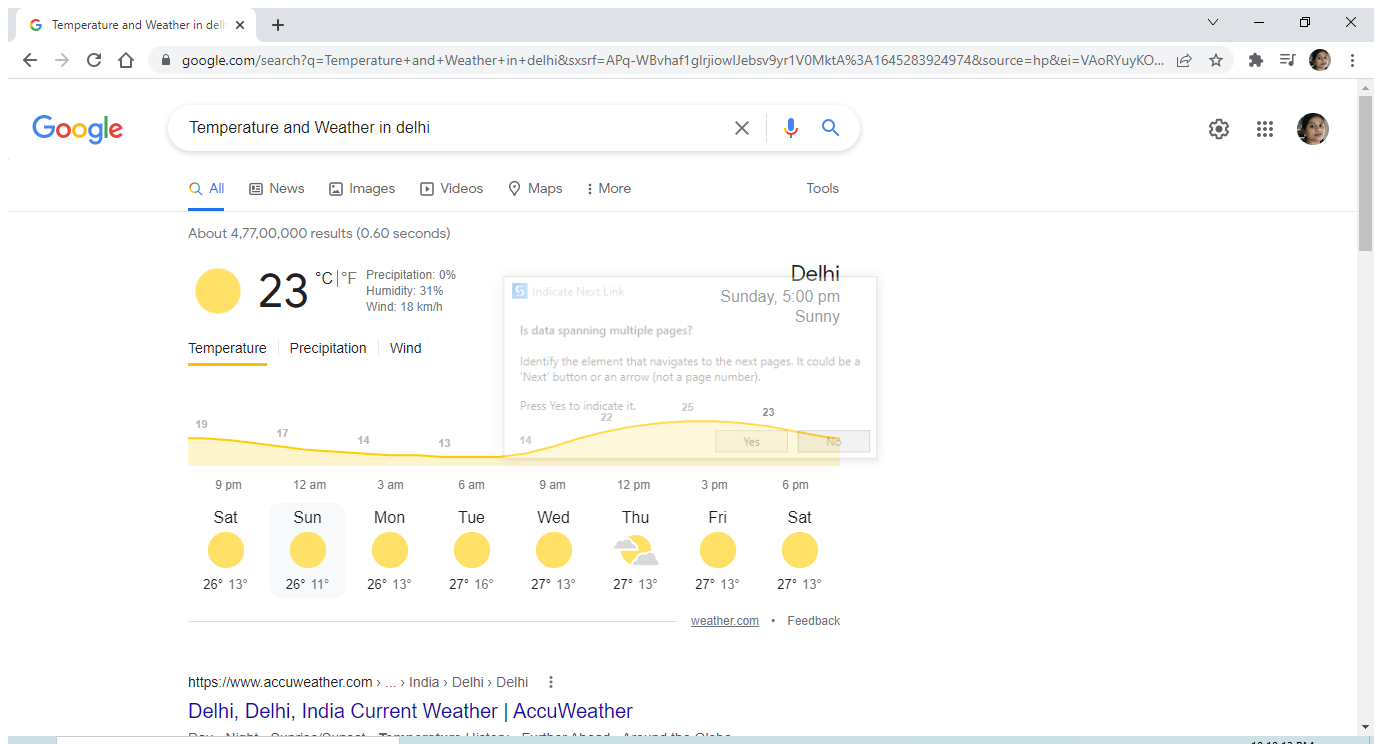 Temperature and Weather in del
google.com/search?q=Temperature+and+Weather+in+delhi&sxsrf=APq-WBvhaf1glrjiowlJebsv9yr1V0MktA%3A1645283924974&source=hp&ei=VAoRYuyKO...
Google
Temperature and Weather in delhi
All News Images Videos Maps More Tools
About 4,77,00,000 results (0.60 seconds)
23 °C | °F
Precipitation: 0%
Humidity: 31%
Wind: 18 km/h
Delhi
Sunday, 5:00 pm
Sunny
Indicate Next Link
Is data spanning multiple pages?
Identify the element that navigates to the next pages. It could be a
'Next' button or an arrow (not a page number).
Press Yes to indicate it.
Yes No
Temperature Precipitation Wind
19 17 14 13 14 22 25 23
9 pm 12 am 3 am 6 am 9 am 12 pm 3 pm 6 pm
Sat Sun Mon Tue Wed Thu Fri Sat
26° 13° 26° 11° 26° 13° 27° 16° 27° 13° 27° 13° 27° 13° 27° 13°
weather.com • Feedback
https://www.accuweather.com › ... › India › Delhi › Delhi
Delhi, Delhi, India Current Weather | AccuWeather